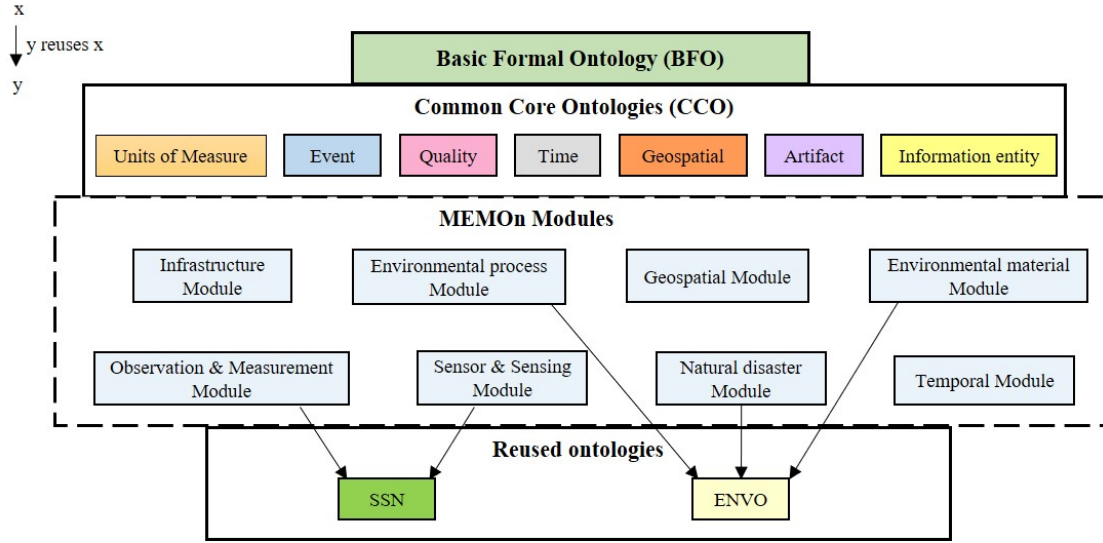 x
y reuses x
y
Basic Formal Ontology (BFO)
Common Core Ontologies (CCO)
Units of Measure
Event
Quality
Time
Geospatial
Artifact
Information entity
MEMOn Modules
Infrastructure
Module
Environmental process
Module
Geospatial Module
Environmental material
Module
Observation & Measurement
Module
Sensor & Sensing
Module
Natural disaster
Module
Temporal Module
Reused ontologies
SSN
ENVO